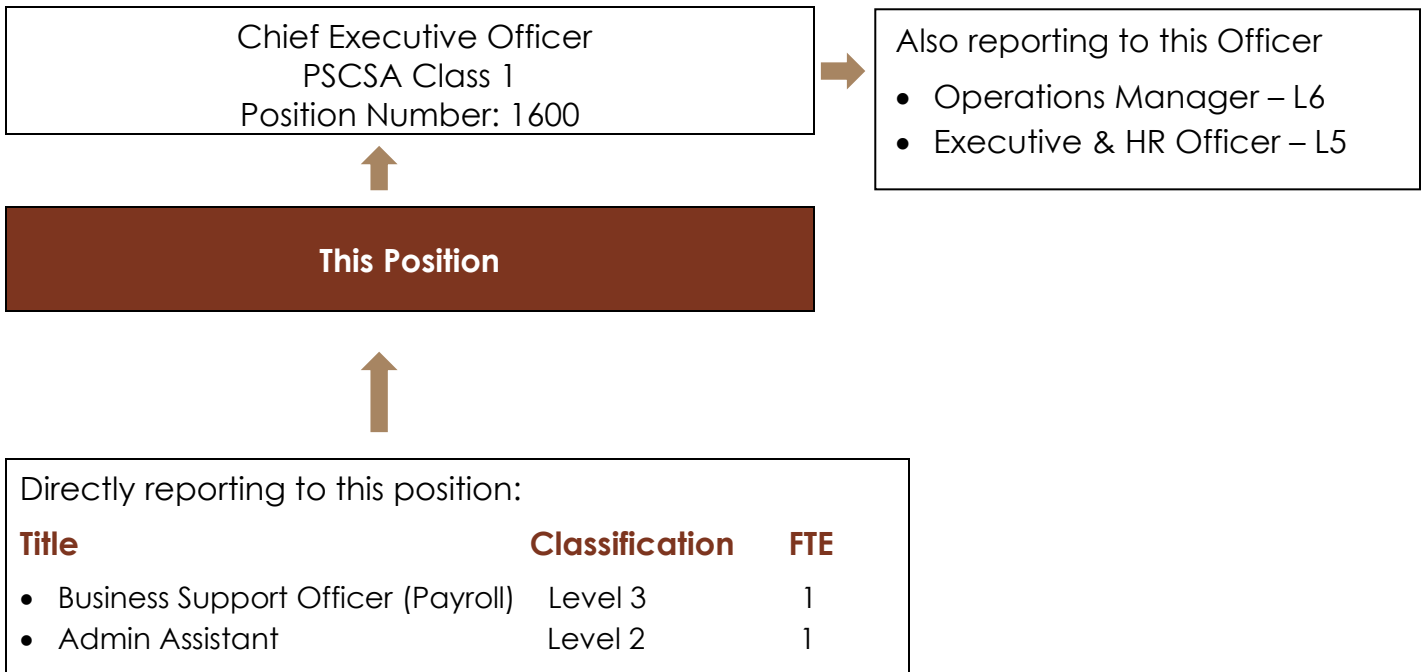 Chief Executive Officer
PSCSA Class 1
Position Number: 1600
Also reporting to this Officer
• Operations Manager – L6
• Executive & HR Officer – L5
This Position
Directly reporting to this position:
Title Classification FTE
• Business Support Officer (Payroll) Level 3 1
• Admin Assistant Level 2 1